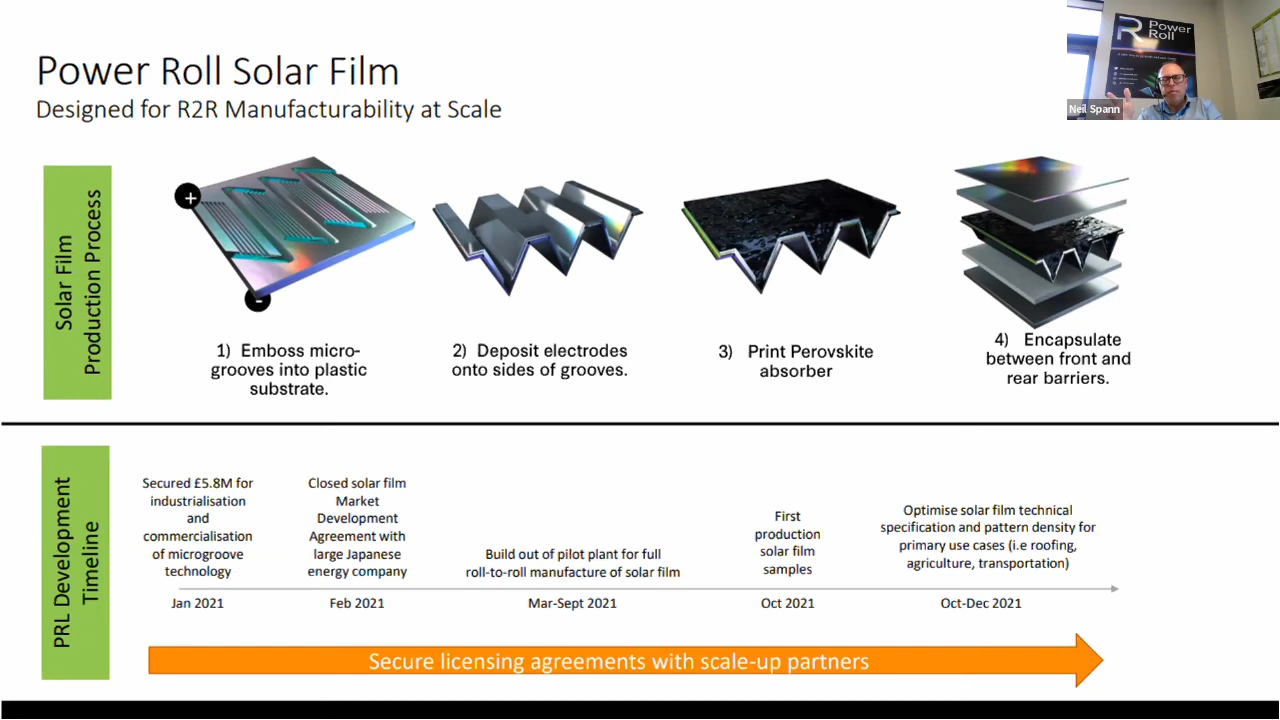 Power Roll Solar Film
Designed for R2R Manufacturability at Scale
Power
Roll
Neil Spann
Solar Film
Production Process
+
-
1) Emboss micro-
grooves into plastic
substrate.
2) Deposit electrodes
onto sides of grooves.
3) Print Perovskite
absorber
4) Encapsulate
between front and
rear barriers.
PRL Development
Timeline
Secured £5.8M for
industrialisation
and
commercialisation
of microgroove
technology
Jan 2021
Closed solar film
Market
Development
Agreement with
large Japanese
energy company
Feb 2021
Build out of pilot plant for full
roll-to-roll manufacture of solar film
Mar-Sept 2021
First
production
solar film
samples
Oct 2021
Optimise solar film technical
specification and pattern density for
primary use cases (i.e roofing,
agriculture, transportation)
Oct-Dec 2021
Secure licensing agreements with scale-up partners